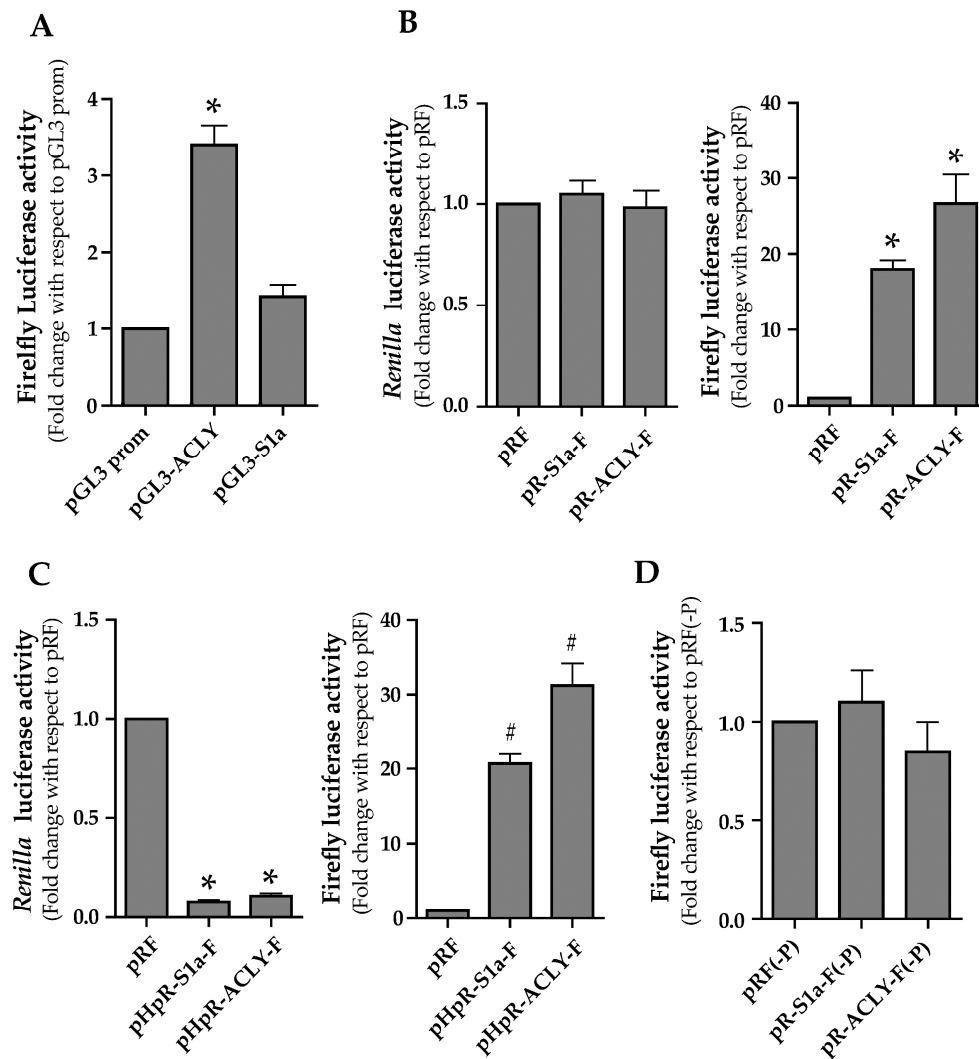 A
Firelfly Luciferase activity
(Fold change with respect to pGL3 prom)
4
3
2
1
0
*
pGL3 prom
pGL3-ACLY
pGL3-S1a
B
Renilla luciferase activity
(Fold change with respect to pRF)
1.5
1.0
0.5
0.0
pRF
pR-S1a-F
pR-ACLY-F
Firefly luciferase activity
(Fold change with respect to pRF)
40
30
20
10
0
*
*
pRF
pR-S1a-F
pR-ACLY-F
C
Renilla luciferase activity
(Fold change with respect to pRF)
1.5
1.0
0.5
0.0
*
*
pRF
pHpR-S1a-F
pHpR-ACLY-F
Firefly luciferase activity
(Fold change with respect to pRF)
40
30
20
10
0
#
#
pRF
pHpR-S1a-F
pHpR-ACLY-F
D
Firefly luciferase activity
(Fold change with respect to pRF(-P)
1.5
1.0
0.5
0.0
pRF(-P)
pR-S1a-F(-P)
pR-ACLY-F(-P)